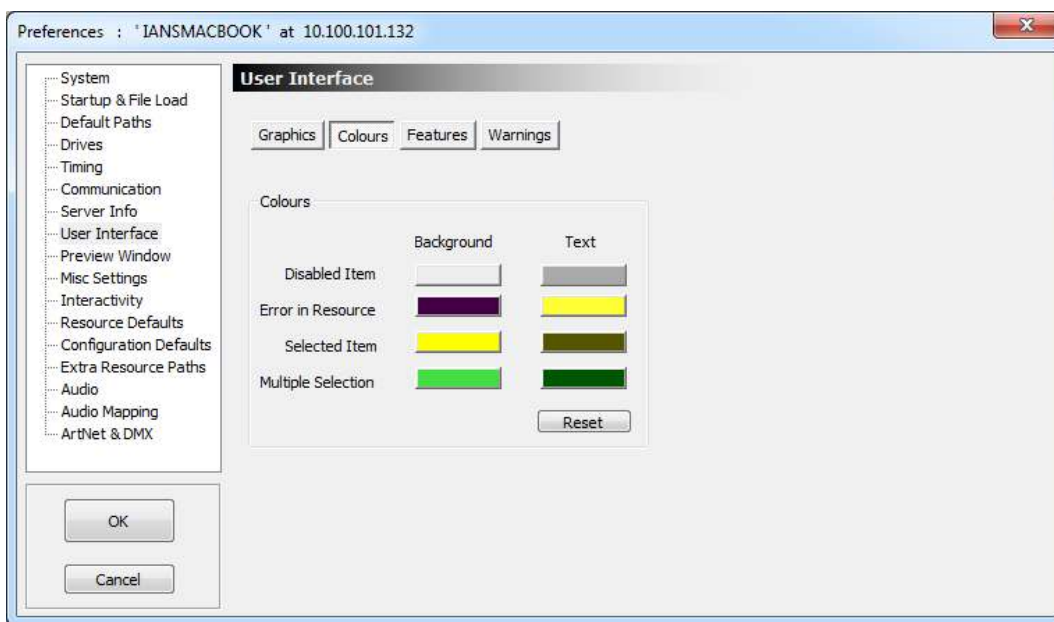 Preferences : 'IANSMACBOOK' at 10.100.101.132
System
Startup & File Load
Default Paths
Drives
Timing
Communication
Server Info
User Interface
Preview Window
Misc Settings
Interactivity
Resource Defaults
Configuration Defaults
Extra Resource Paths
Audio
Audio Mapping
ArtNet & DMX
OK
Cancel
User Interface
Graphics Colours Features Warnings
Colours
Background Text
Disabled Item
Error in Resource
Selected Item
Multiple Selection
Reset